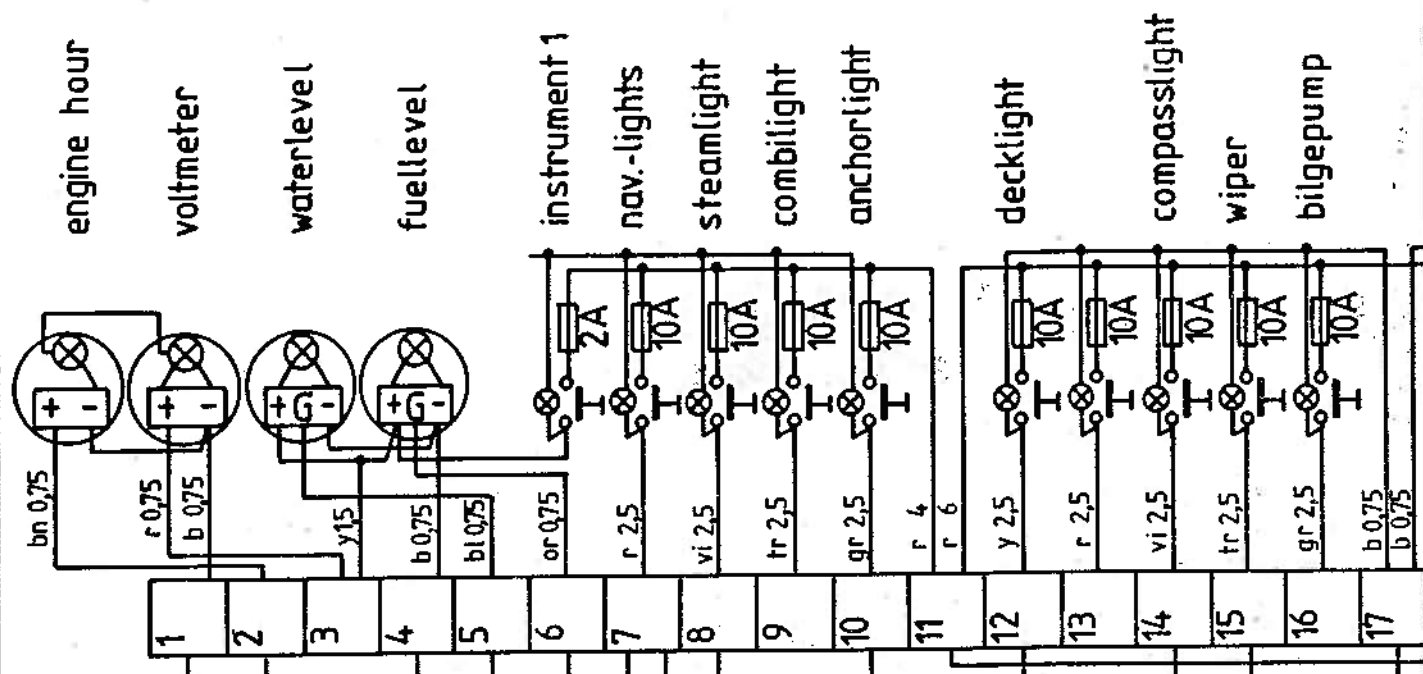 engine hour
voltmeter
waterlevel
fuellevel
instrument 1
nav.-lights
steamlight
combilight
anchorlight
decklight
compasslight
wiper
bilgepump
2A
10A
10A
10A
10A
10A
10A
10A
10A
10A
+ -
+ -
+ G -
+ G -
bn 0,75
r 0,75
b 0,75
y 1,5
b 0,75
bl 0,75
or 0,75
r 2,5
vi 2,5
tr 2,5
gr 2,5
r 4
r 6
y 2,5
r 2,5
vi 2,5
tr 2,5
gr 2,5
b 0,75
b 0,75
1
2
3
4
5
6
7
8
9
10
11
12
13
14
15
16
17